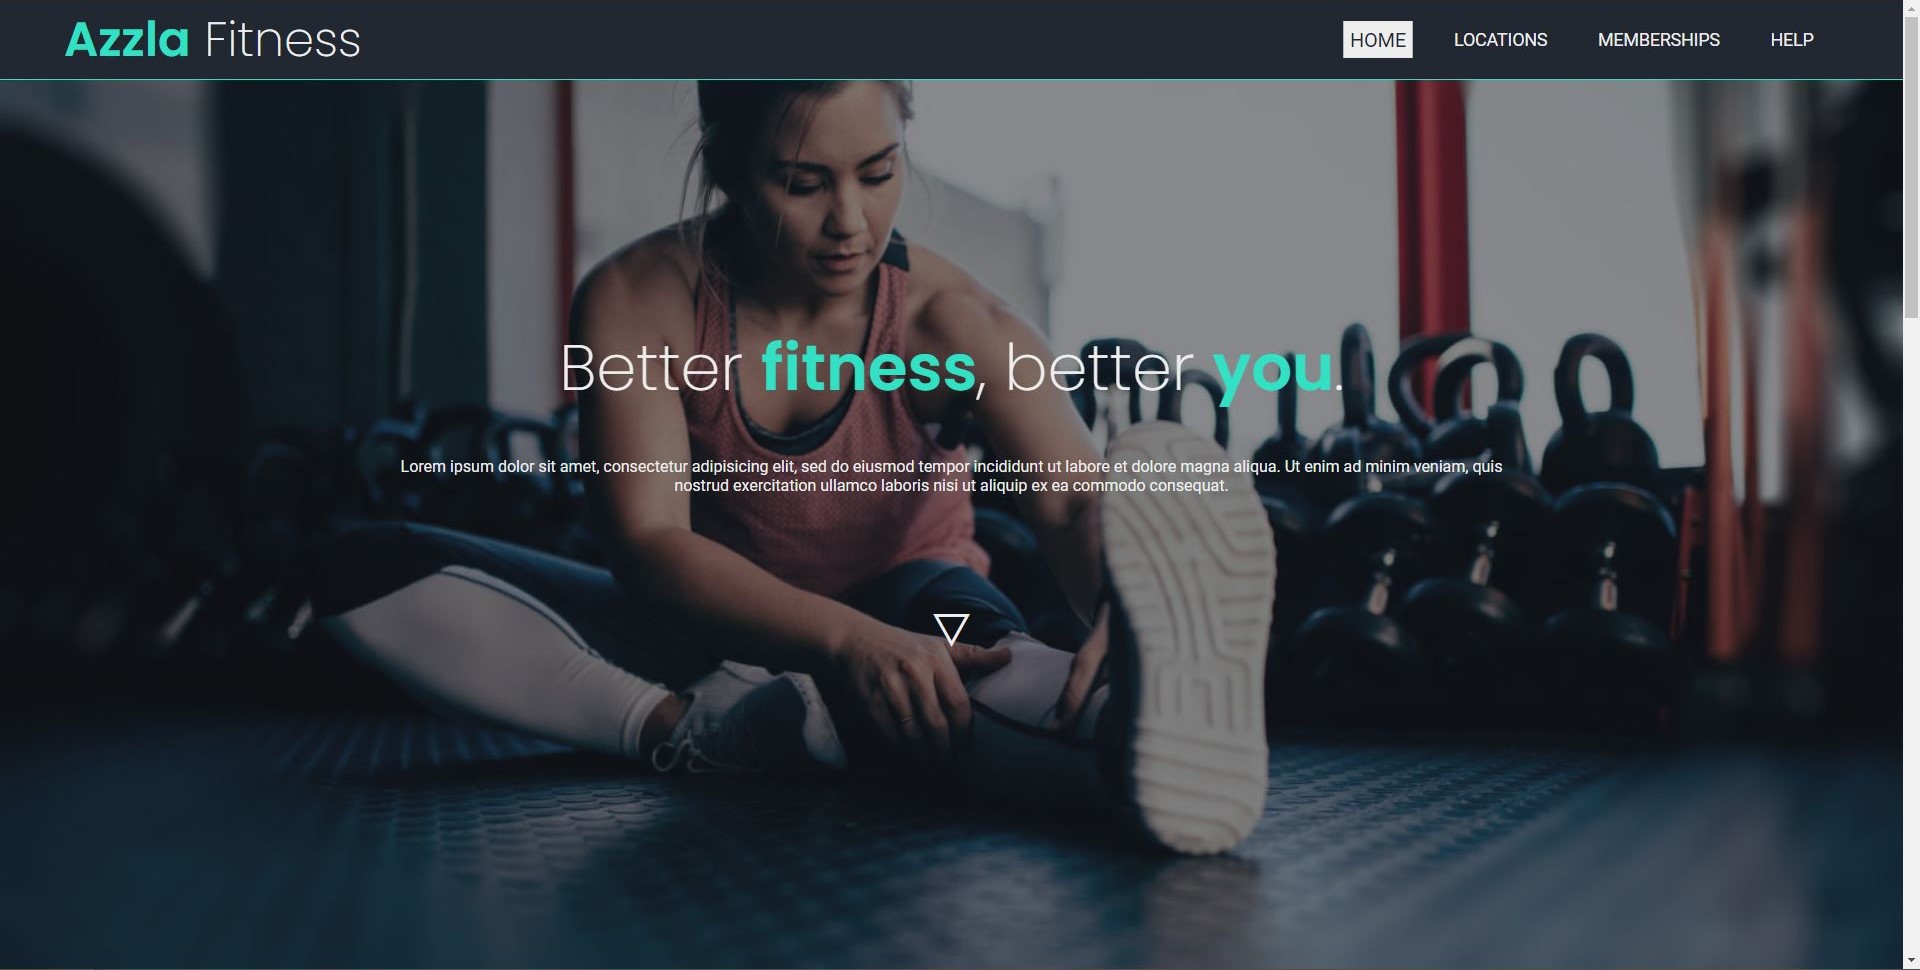 Azzla Fitness
HOME LOCATIONS MEMBERSHIPS HELP
Better fitness, better you.
Lorem ipsum dolor sit amet, consectetur adipisicing elit, sed do eiusmod tempor incididunt ut labore et dolore magna aliqua. Ut enim ad minim veniam, quis
nostrud exercitation ullamco laboris nisi ut aliquip ex ea commodo consequat.